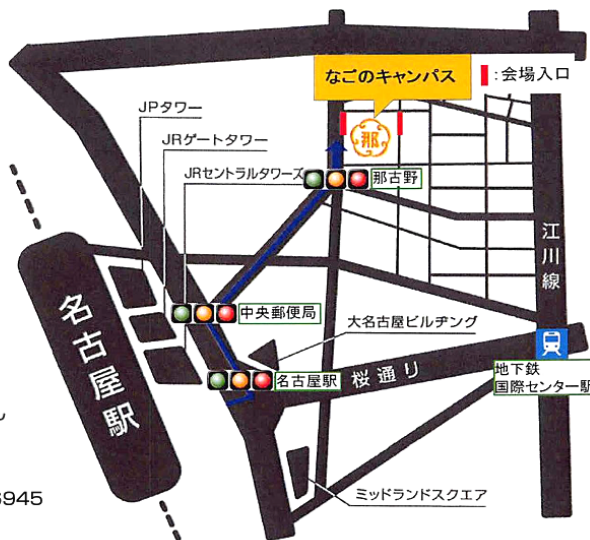 なごのキャンパス
:会場入口
那
JPタワー
JRゲートタワー
JRセントラルタワーズ
那古野
江川線
名古屋駅
中央郵便局
大名古屋ビルヂング
名古屋駅
桜通り
地下鉄
国際センター駅
ミッドランドスクエア
6945